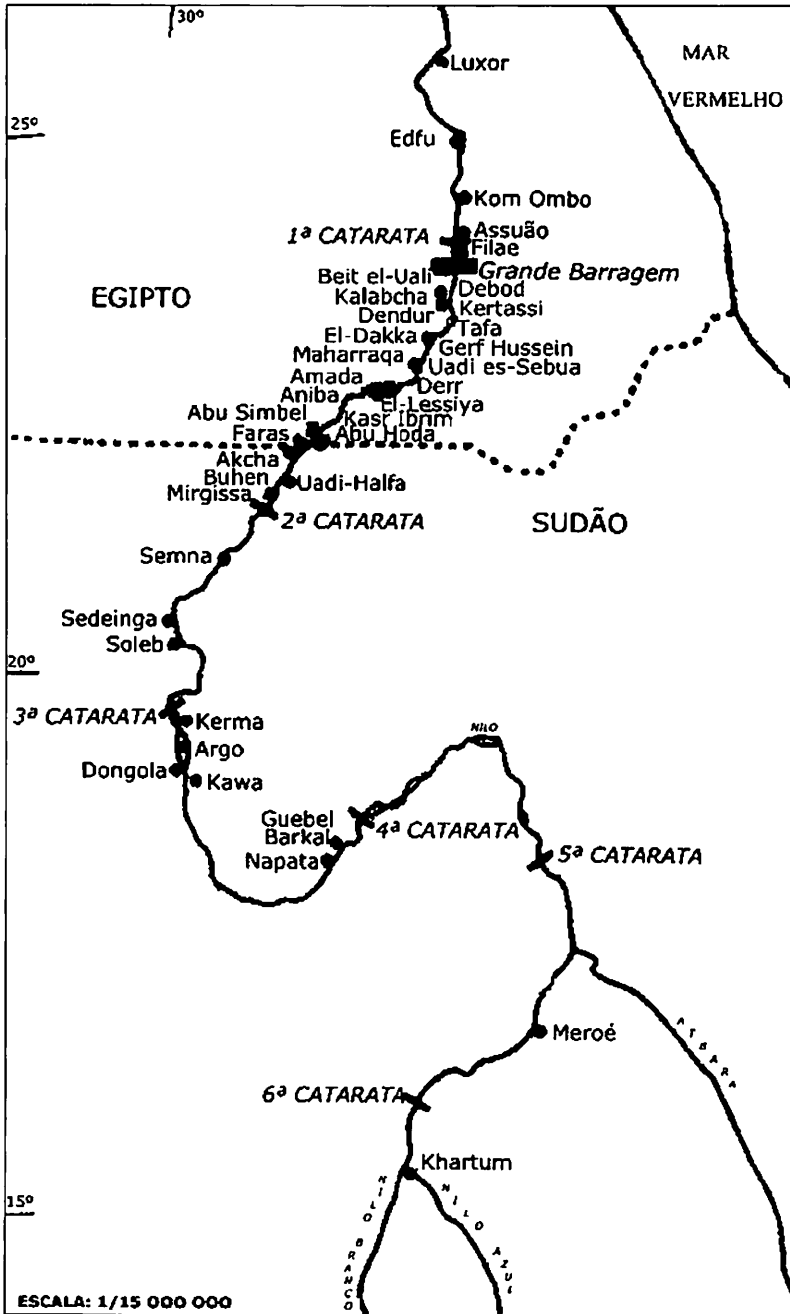 30°
Luxor
MAR
VERMELHO
25°
Edfu
Kom Ombo
Assuão
1ª CATARATA
Filae
Grande Barragem
Beit el-Uali
Debod
EGIPTO
Kalabcha
Kertassi
Dendur
Tafa
El-Dakka
Gerf Hussein
Maharraqa
Uadi es-Sebua
Amada
Derr
Aniba
El-Lessiya
Abu Simbel
Kasr Ibrim
Faras
Abu Hoda
Akcha
Buhen
Uadi-Halfa
Mirgissa
2ª CATARATA
SUDÃO
Semna
Sedeinga
Soleb
20°
3ª CATARATA
Kerma
NILO
Argo
Dongola
Kawa
Guebel
Barkal
4ª CATARATA
5ª CATARATA
Napata
Meroé
ATBARA
6ª CATARATA
Khartum
NILO BRANCO
NILO AZUL
15°
ESCALA: 1/15 000 000